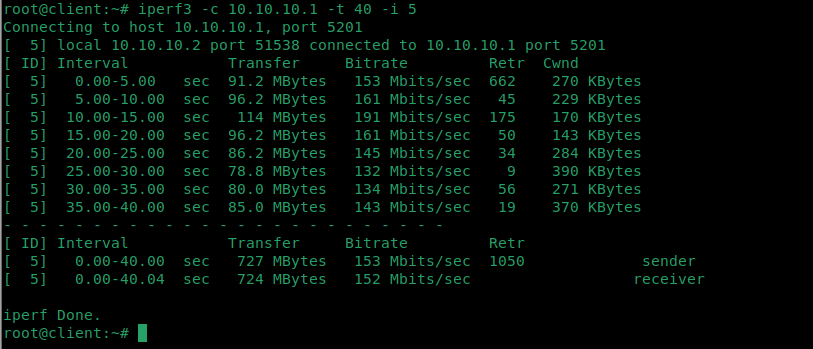 root@client:~# iperf3 -c 10.10.10.1 -t 40 -i 5
Connecting to host 10.10.10.1, port 5201
[  5] local 10.10.10.2 port 51538 connected to 10.10.10.1 port 5201
[ ID] Interval           Transfer     Bitrate         Retr  Cwnd
[  5]   0.00-5.00   sec  91.2 MBytes   153 Mbits/sec  662    270 KBytes
[  5]   5.00-10.00  sec  96.2 MBytes   161 Mbits/sec   45    229 KBytes
[  5]  10.00-15.00  sec   114 MBytes   191 Mbits/sec  175    170 KBytes
[  5]  15.00-20.00  sec  96.2 MBytes   161 Mbits/sec   50    143 KBytes
[  5]  20.00-25.00  sec  86.2 MBytes   145 Mbits/sec   34    284 KBytes
[  5]  25.00-30.00  sec  78.8 MBytes   132 Mbits/sec    9    390 KBytes
[  5]  30.00-35.00  sec  80.0 MBytes   134 Mbits/sec   56    271 KBytes
[  5]  35.00-40.00  sec  85.0 MBytes   143 Mbits/sec   19    370 KBytes
- - - - - - - - - - - - - - - - - - - - - - - - -
[ ID] Interval           Transfer     Bitrate         Retr
[  5]   0.00-40.00  sec   727 MBytes   153 Mbits/sec  1050             sender
[  5]   0.00-40.04  sec   724 MBytes   152 Mbits/sec                  receiver
iperf Done.
root@client:~#